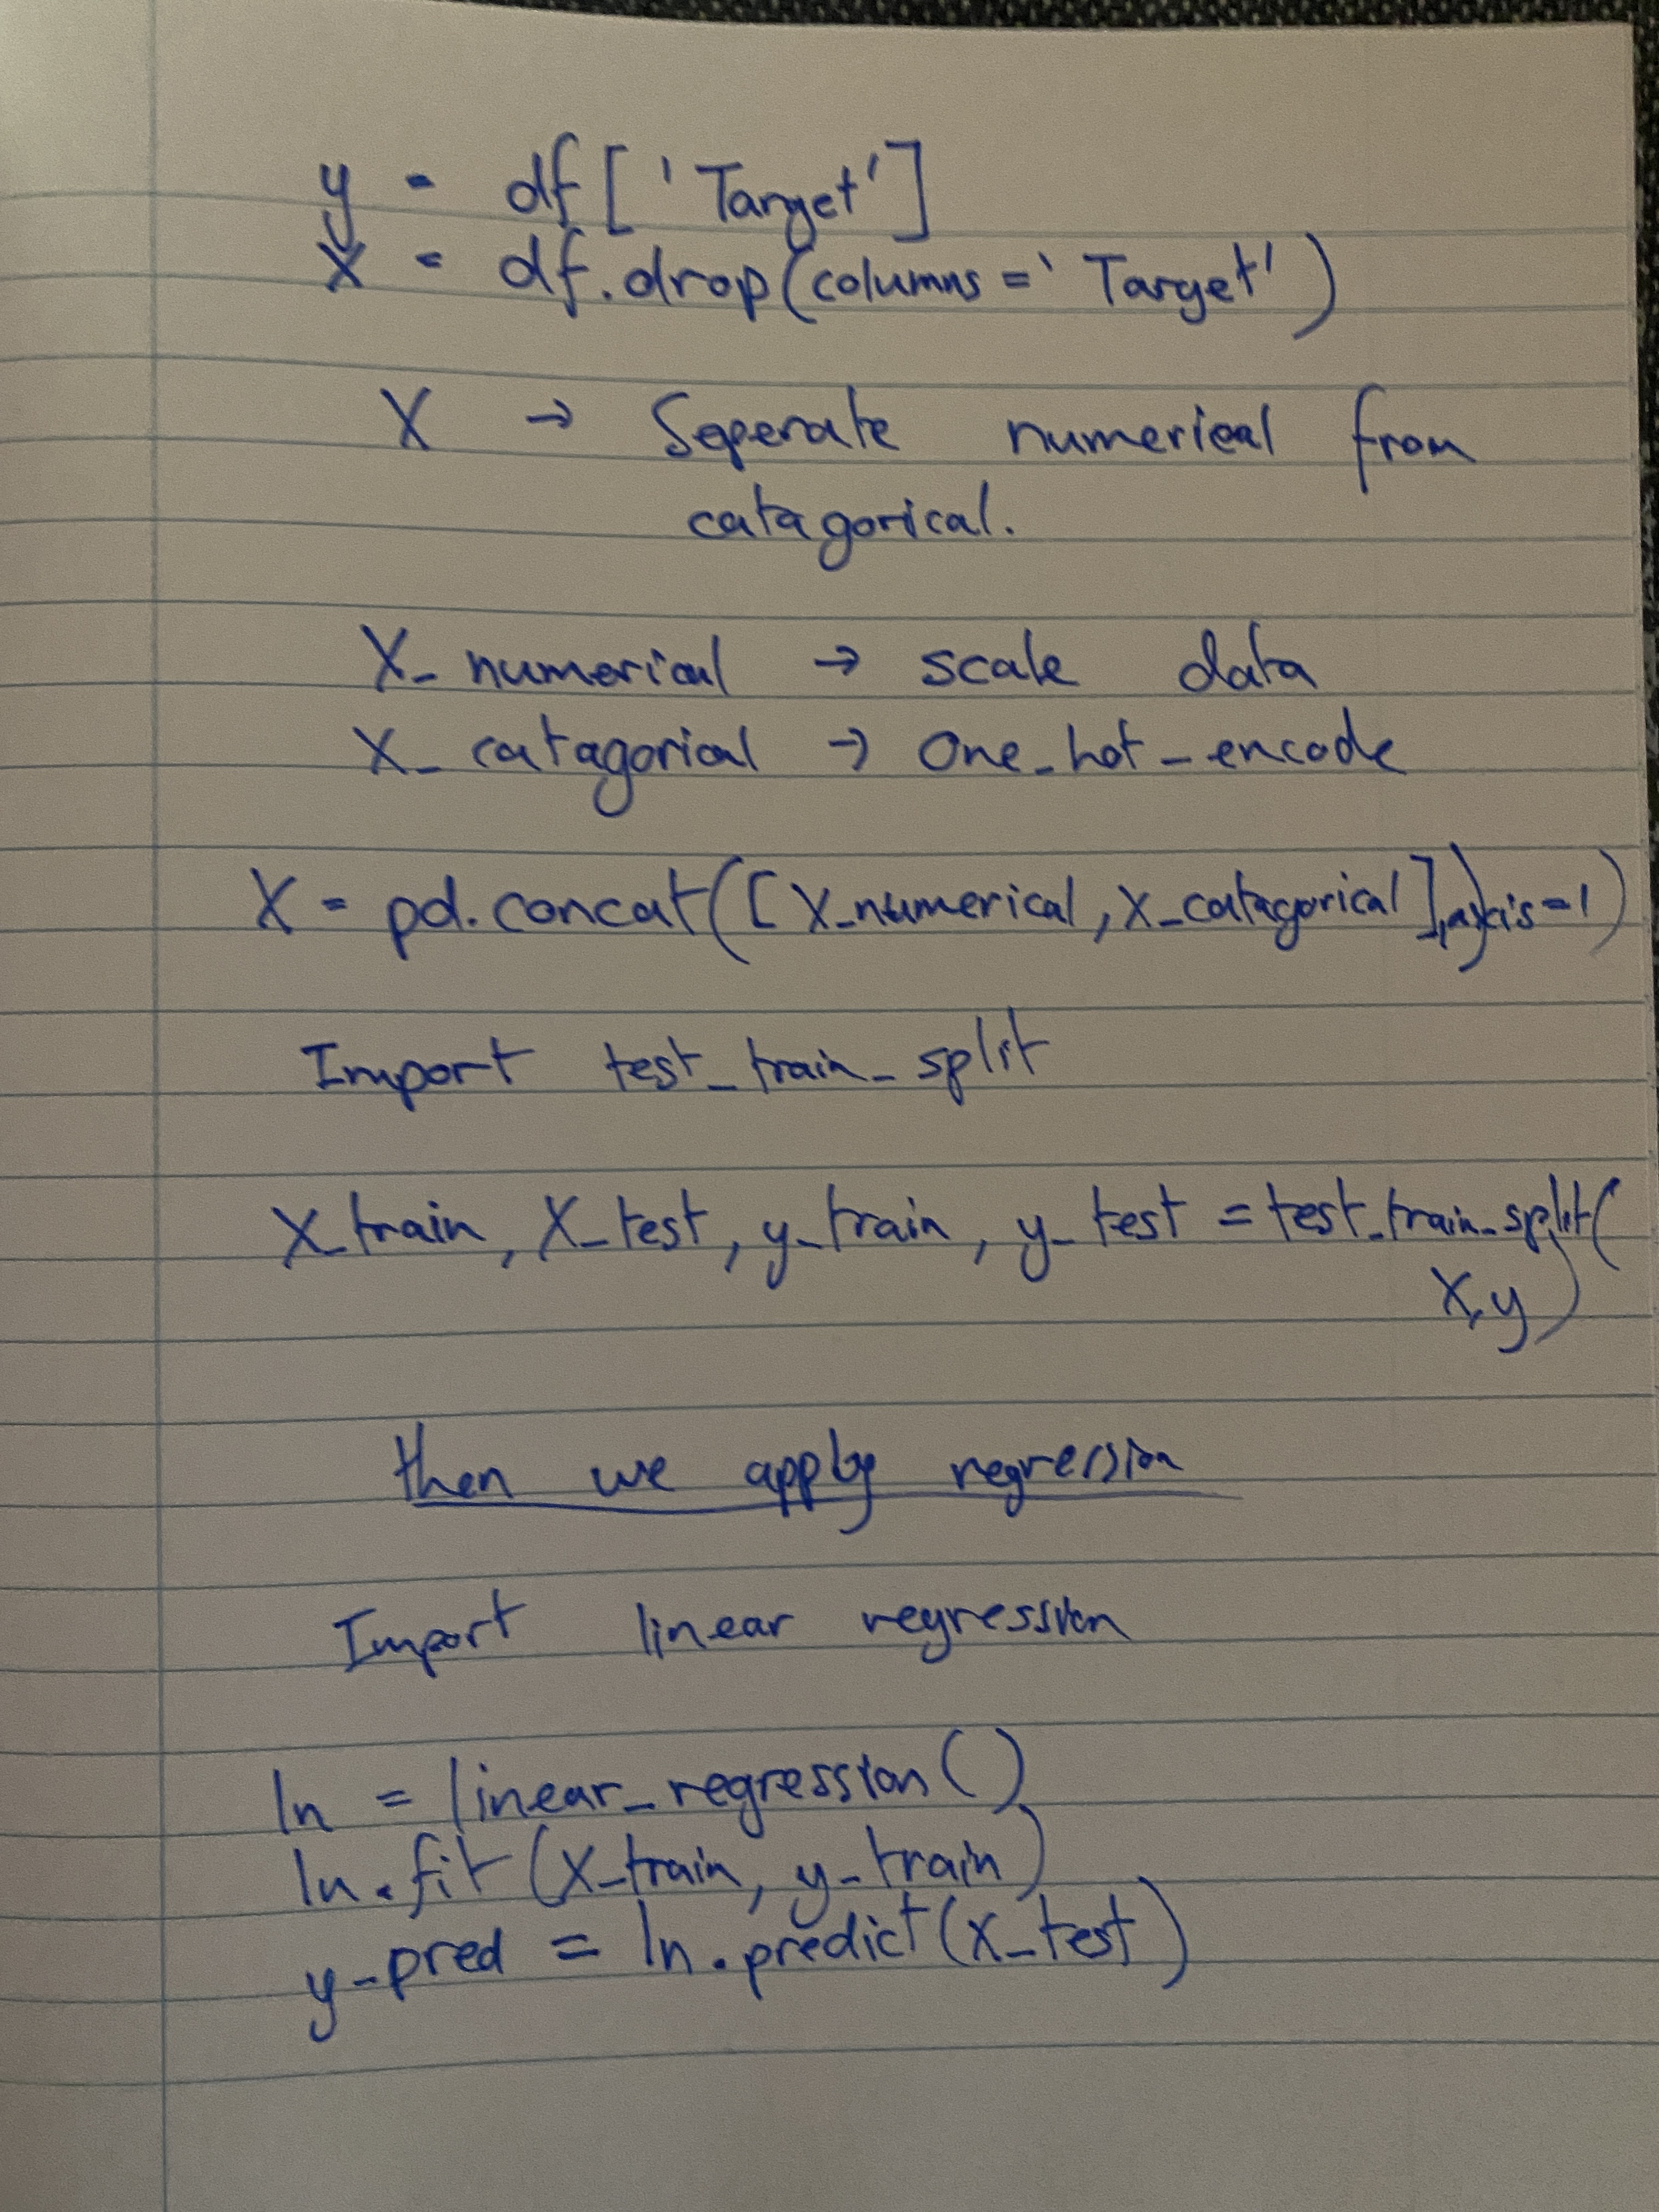 y = df['Target']
X = df.drop(columns='Target')
X → Seperate numerical from
catagorical.
X_numerical → scale data
X_catagorical → One_hot_encode
X = pd.concat([X_numerical, X_catagorical], axis=1)
Import test_train_split
X_train, X_test, y_train, y_test = test_train_split(
X,y)
then we apply regression
Import linear regression
ln = linear_regression()
ln.fit(X_train, y_train)
y_pred = ln.predict(X_test)